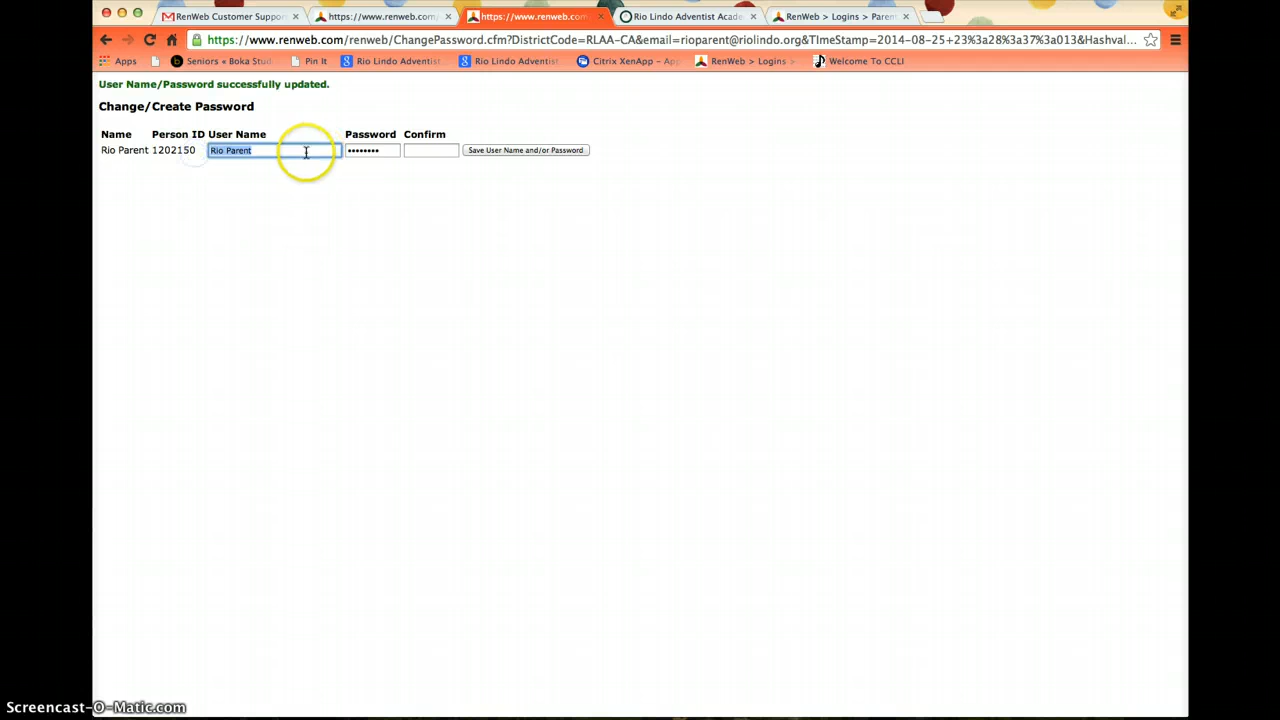 RenWeb Customer Suppor
https://www.renweb.com/
https://www.renweb.com
Rio Lindo Adventist Acade
RenWeb > Logins > Parent
https://www.renweb.com/renweb/ChangePassword.cfm?DistrictCode=RLAA-CA&email=rioparent@riolindo.org&TImeStamp=2014-08-25+23%3a28%3a37%3a013&Hashval...
Apps
Seniors « Boka Stud
Pin It
Rio Lindo Adventist
Rio Lindo Adventist
Citrix XenApp - Ap
RenWeb > Logins >
Welcome To CCLI
User Name/Password successfully updated.
Change/Create Password
Name Person ID User Name Password Confirm
Rio Parent 1202150 Rio Parent •••••••• Save User Name and/or Password
Screencast-O-Matic.com